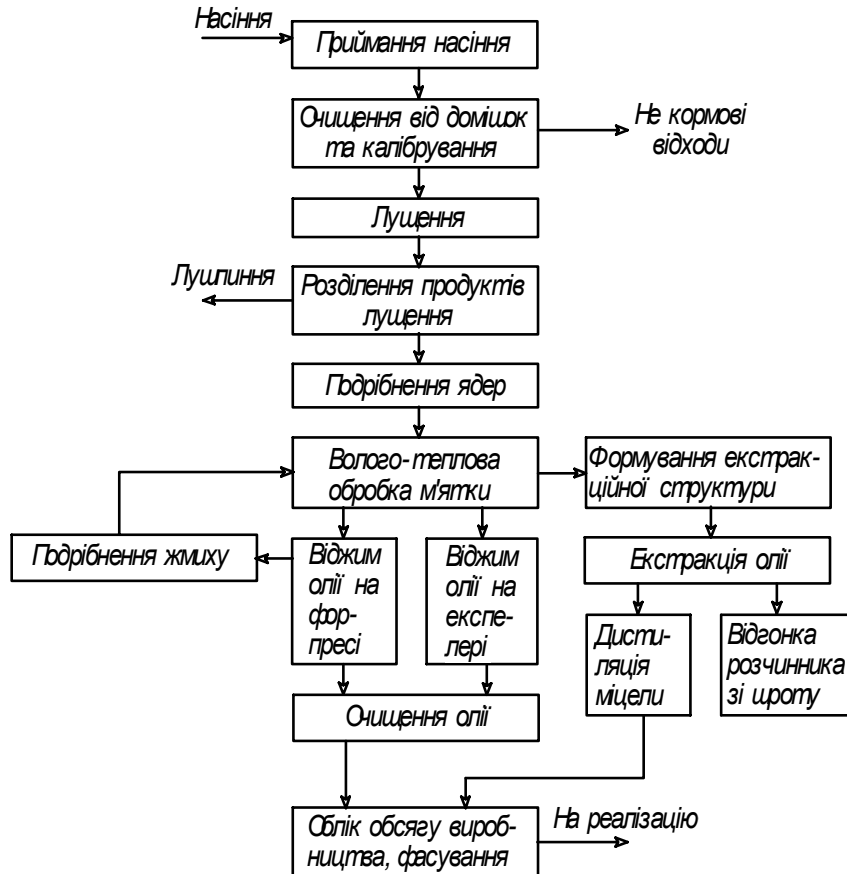 Насіння
Приймання насіння
Очищення від домішок
та калібрування
Не кормові
відходи
Лущення
Лушпиння
Розділення продуктів
лущення
Подрібнення ядер
Волого-теплова
обробка м'ятки
Формування екстрак-
ційної структури
Подрібнення жмиху
Віджим
олії на
фор-
пресі
Віджим
олії на
експе-
лері
Екстракція олії
Дисти-
ляція
міцели
Відгонка
розчинника
зі шроту
Очищення олії
Облік обсягу вироб-
ництва, фасування
На реалізацію